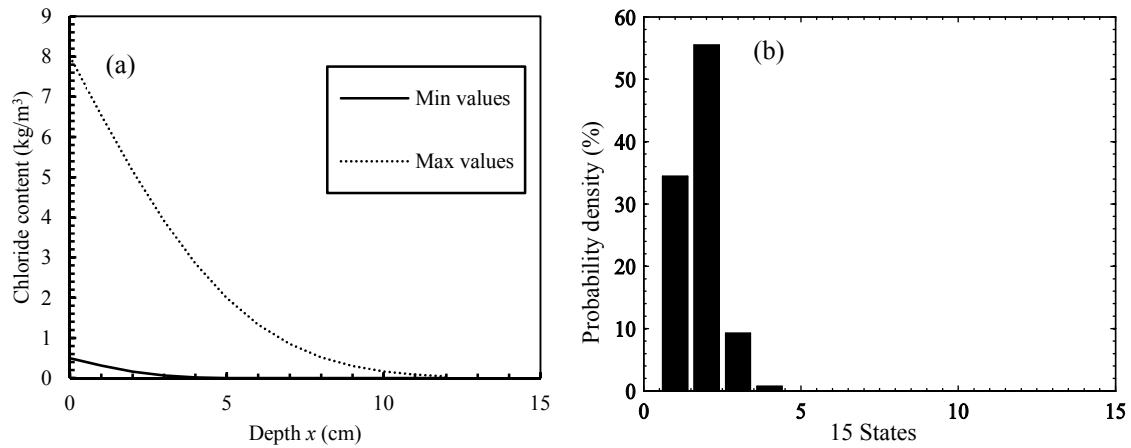 9
8
7
6
5
4
3
2
1
0
Chloride content (kg/m³)
(a)
Min values
Max values
0 5 10 15
Depth x (cm)
60
50
40
30
20
10
0
Probability density (%)
(b)
0 5 10 15
15 States